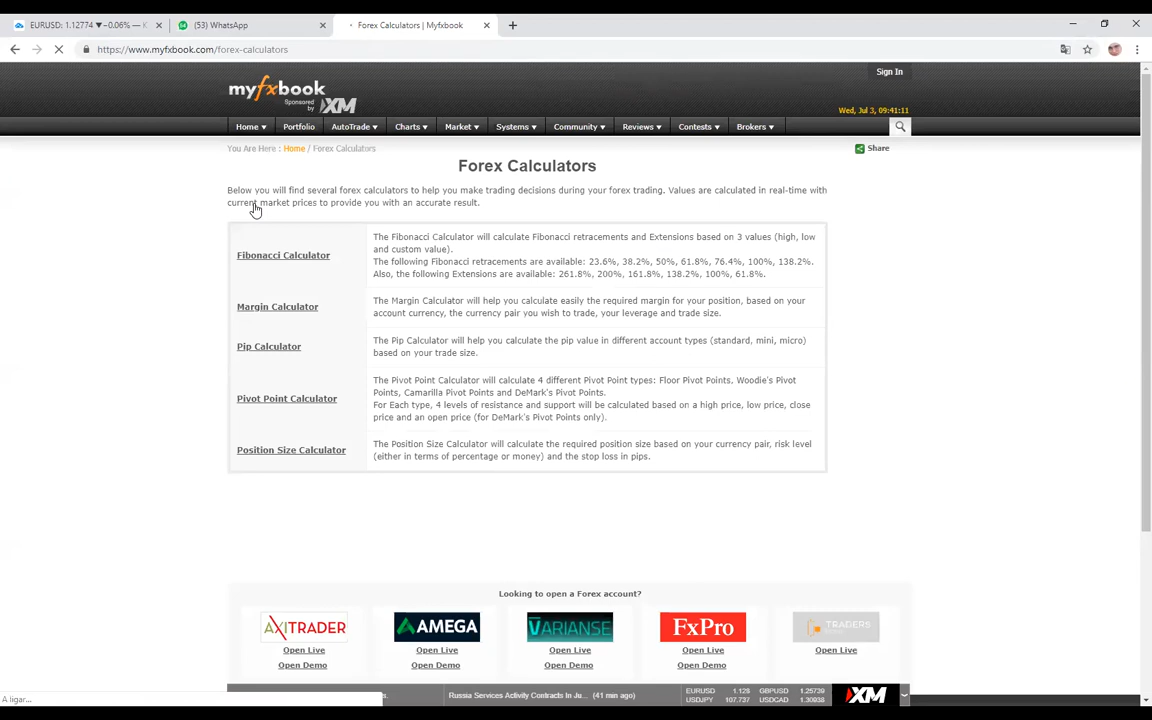 EURUSD: 1.12774 ▼−0.06% —
(53) WhatsApp
Forex Calculators | Myfxbook
https://www.myfxbook.com/forex-calculators
Sign In
myfxbook
Sponsored by XM
Wed, Jul 3, 09:41:11
Home ▾ Portfolio AutoTrade ▾ Charts ▾ Market ▾ Systems ▾ Community ▾ Reviews ▾ Contests ▾ Brokers ▾
You Are Here : Home / Forex Calculators
Share
Forex Calculators
Below you will find several forex calculators to help you make trading decisions during your forex trading. Values are calculated in real-time with
current market prices to provide you with an accurate result.
Fibonacci Calculator
The Fibonacci Calculator will calculate Fibonacci retracements and Extensions based on 3 values (high, low
and custom value).
The following Fibonacci retracements are available: 23.6%, 38.2%, 50%, 61.8%, 76.4%, 100%, 138.2%.
Also, the following Extensions are available: 261.8%, 200%, 161.8%, 138.2%, 100%, 61.8%.
Margin Calculator
The Margin Calculator will help you calculate easily the required margin for your position, based on your
account currency, the currency pair you wish to trade, your leverage and trade size.
Pip Calculator
The Pip Calculator will help you calculate the pip value in different account types (standard, mini, micro)
based on your trade size.
Pivot Point Calculator
The Pivot Point Calculator will calculate 4 different Pivot Point types: Floor Pivot Points, Woodie's Pivot
Points, Camarilla Pivot Points and DeMark's Pivot Points.
For Each type, 4 levels of resistance and support will be calculated based on a high price, low price, close
price and an open price (for DeMark's Pivot Points only).
Position Size Calculator
The Position Size Calculator will calculate the required position size based on your currency pair, risk level
(either in terms of percentage or money) and the stop loss in pips.
Looking to open a Forex account?
AXITRADER AMEGA VARIANSE FxPro TRADERS
Open Live Open Live Open Live Open Live Open Live
Open Demo Open Demo Open Demo Open Demo
A ligar...
Russia Services Activity Contracts In Ju... (41 min ago)
EURUSD 1.128 GBPUSD 1.25739
USDJPY 107.737 USDCAD 1.30938
XM